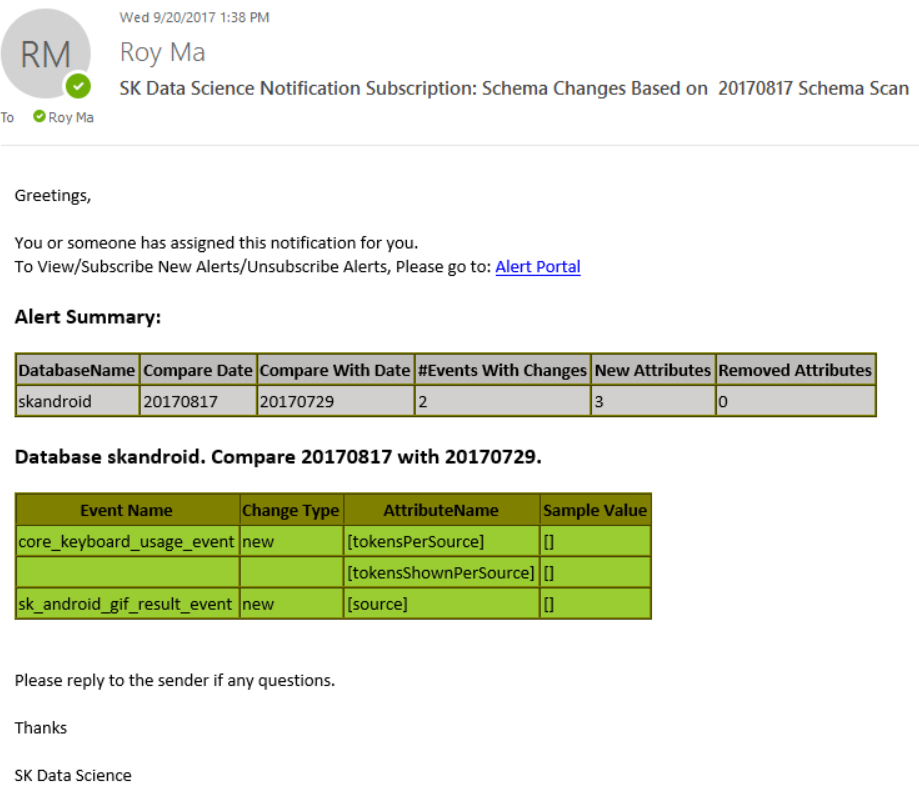 Wed 9/20/2017 1:38 PM
RM
Roy Ma
SK Data Science Notification Subscription: Schema Changes Based on  20170817 Schema Scan
To Roy Ma
Greetings,
You or someone has assigned this notification for you.
To View/Subscribe New Alerts/Unsubscribe Alerts, Please go to: Alert Portal
Alert Summary:
DatabaseName Compare Date Compare With Date #Events With Changes New Attributes Removed Attributes
skandroid 20170817 20170729 2 3 0
Database skandroid. Compare 20170817 with 20170729.
Event Name Change Type AttributeName Sample Value
core_keyboard_usage_event new [tokensPerSource] []
[tokensShownPerSource] []
sk_android_gif_result_event new [source] []
Please reply to the sender if any questions.
Thanks
SK Data Science